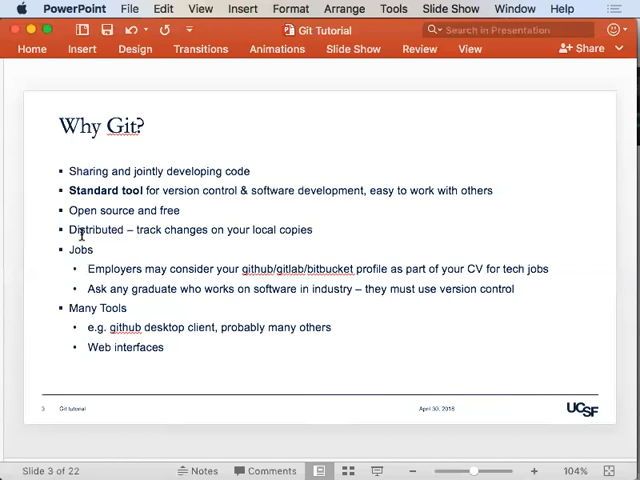 PowerPoint File Edit View Insert Format Arrange Tools Slide Show Window Help
Git Tutorial
Search in Presentation
Home Insert Design Transitions Animations Slide Show Review View
Share
Why Git?
Sharing and jointly developing code
Standard tool for version control & software development, easy to work with others
Open source and free
Distributed – track changes on your local copies
Jobs
Employers may consider your github/gitlab/bitbucket profile as part of your CV for tech jobs
Ask any graduate who works on software in industry – they must use version control
Many Tools
e.g. github desktop client, probably many others
Web interfaces
3 Git tutorial April 30, 2018 UCSF
Slide 3 of 22 Notes Comments 104%